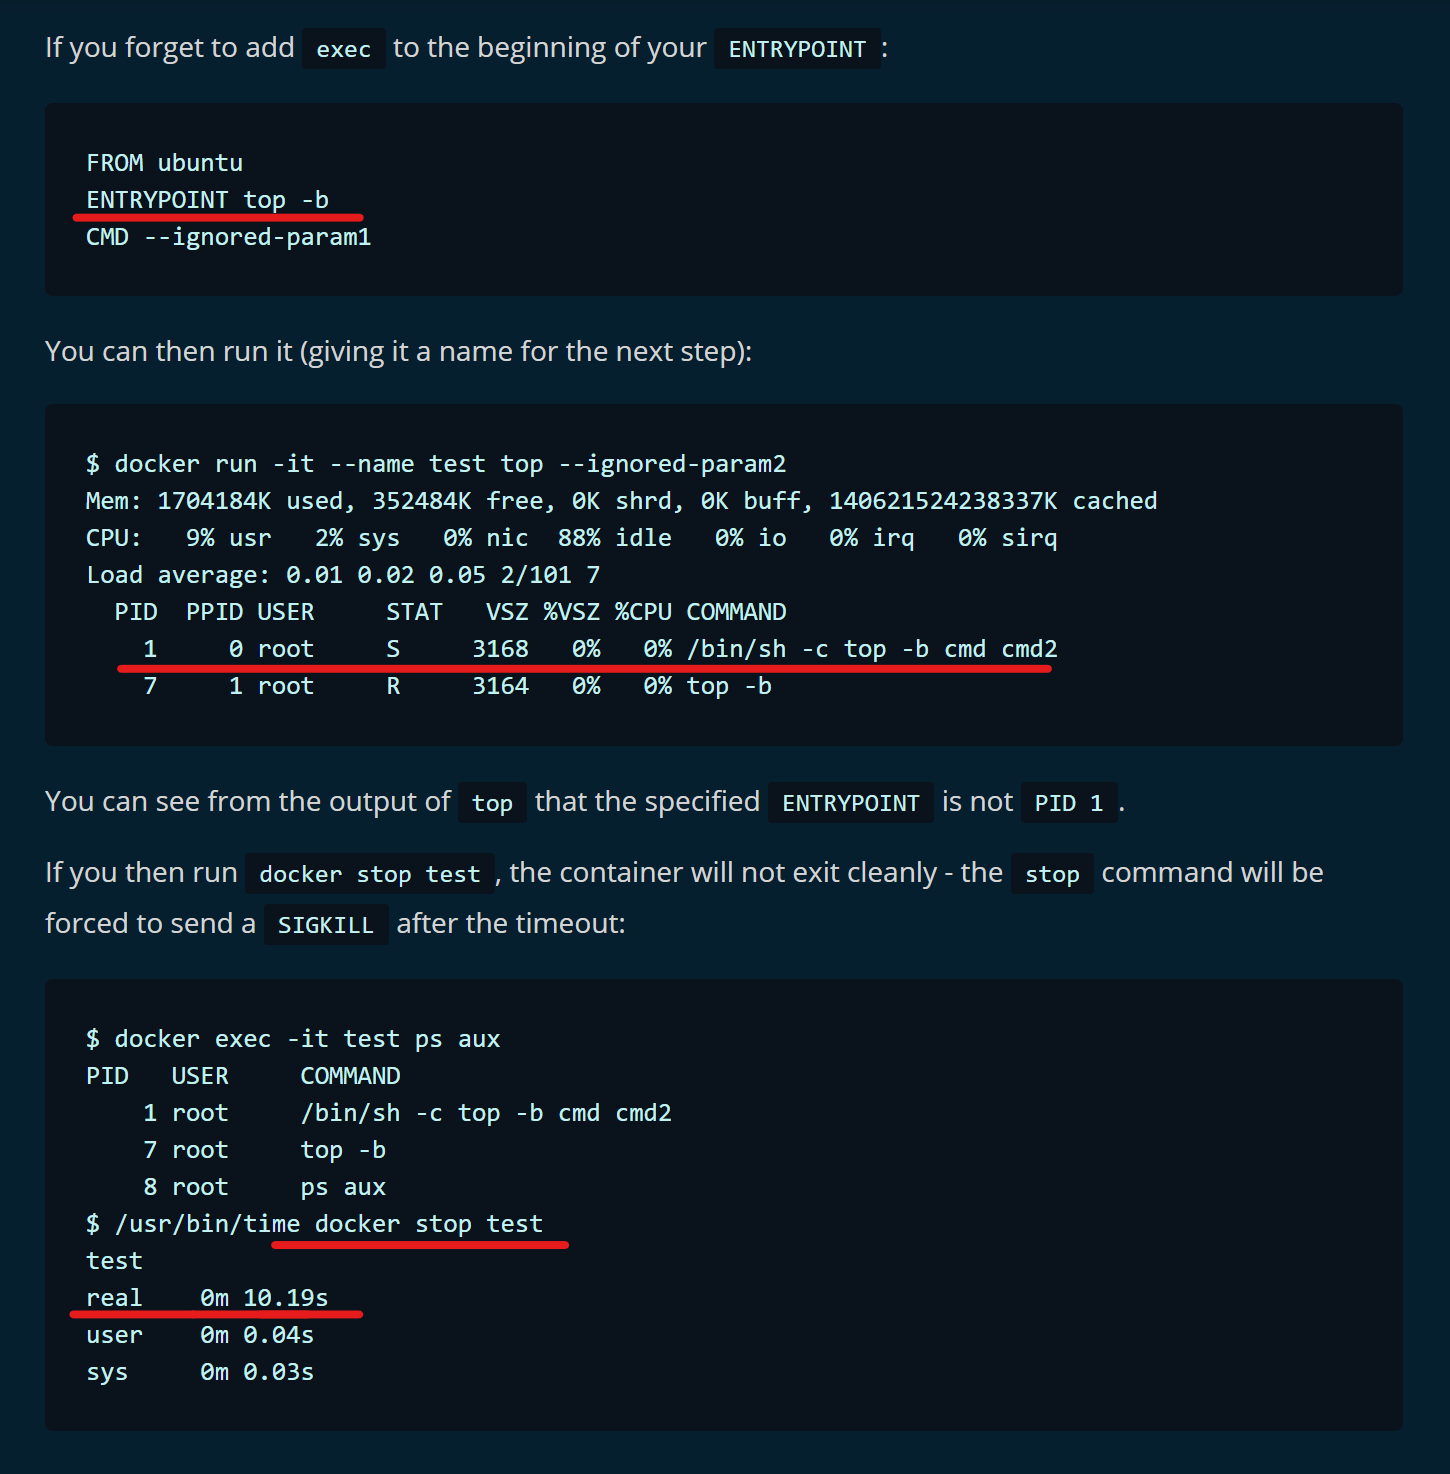 If you forget to add exec to the beginning of your ENTRYPOINT :
FROM ubuntu
ENTRYPOINT top -b
CMD --ignored-param1
You can then run it (giving it a name for the next step):
$ docker run -it --name test top --ignored-param2
Mem: 1704184K used, 352484K free, 0K shrd, 0K buff, 140621524238337K cached
CPU:   9% usr   2% sys   0% nic  88% idle   0% io   0% irq   0% sirq
Load average: 0.01 0.02 0.05 2/101 7
  PID  PPID USER     STAT   VSZ %VSZ %CPU COMMAND
    1     0 root     S     3168   0%   0% /bin/sh -c top -b cmd cmd2
    7     1 root     R     3164   0%   0% top -b
You can see from the output of top that the specified ENTRYPOINT is not PID 1 .
If you then run docker stop test , the container will not exit cleanly - the stop command will be
forced to send a SIGKILL after the timeout:
$ docker exec -it test ps aux
PID   USER     COMMAND
    1 root     /bin/sh -c top -b cmd cmd2
    7 root     top -b
    8 root     ps aux
$ /usr/bin/time docker stop test
test
real    0m 10.19s
user    0m 0.04s
sys     0m 0.03s